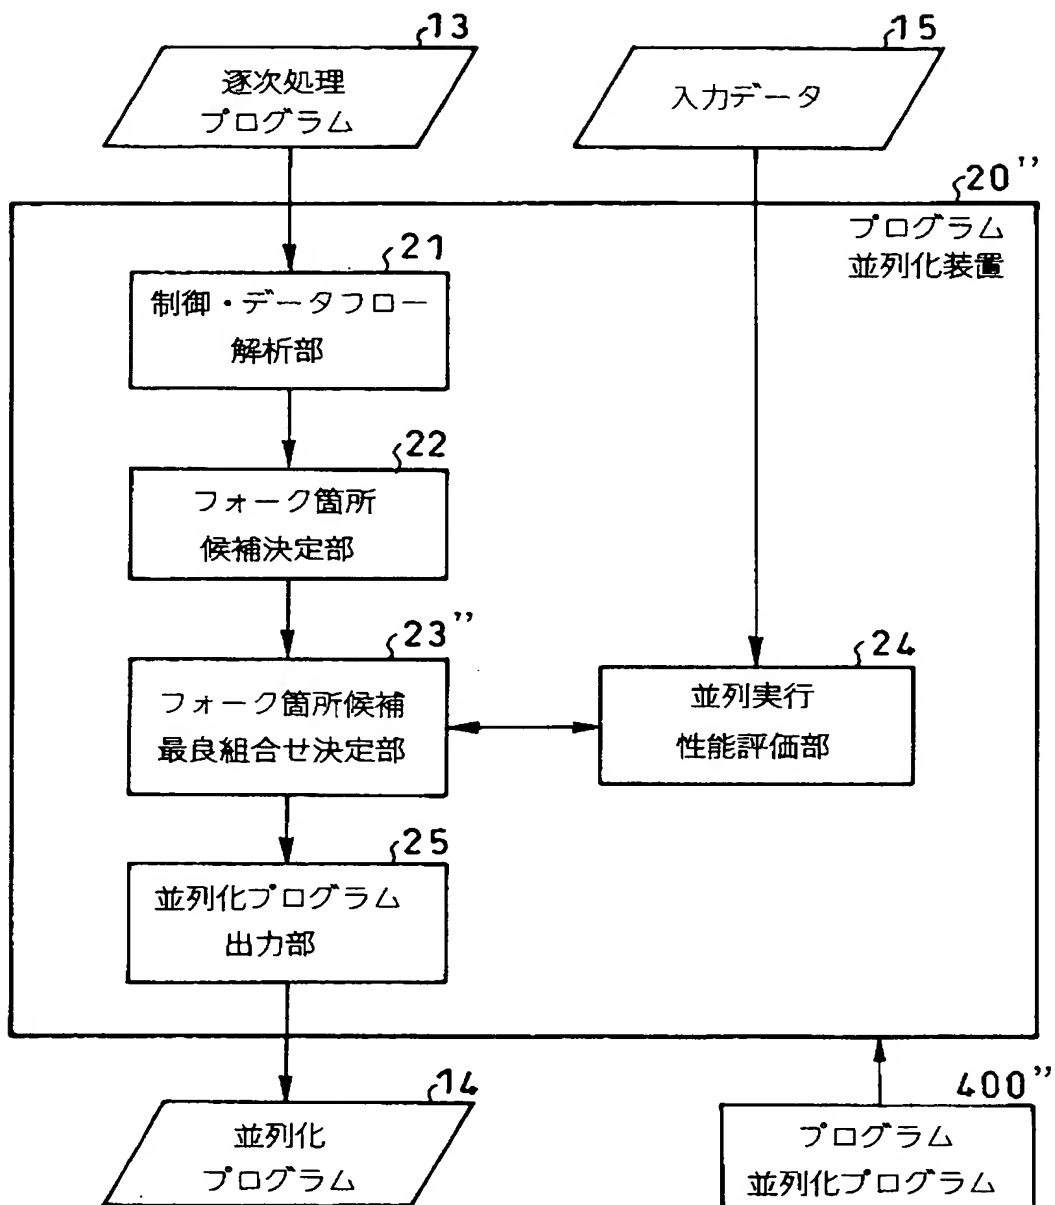 13
逐次処理
プログラム
15
入力データ
20''
プログラム
並列化装置
21
制御・データフロー
解析部
22
フォーク箇所
候補決定部
23''
フォーク箇所候補
最良組合せ決定部
24
並列実行
性能評価部
25
並列化プログラム
出力部
14
並列化
プログラム
400''
プログラム
並列化プログラム